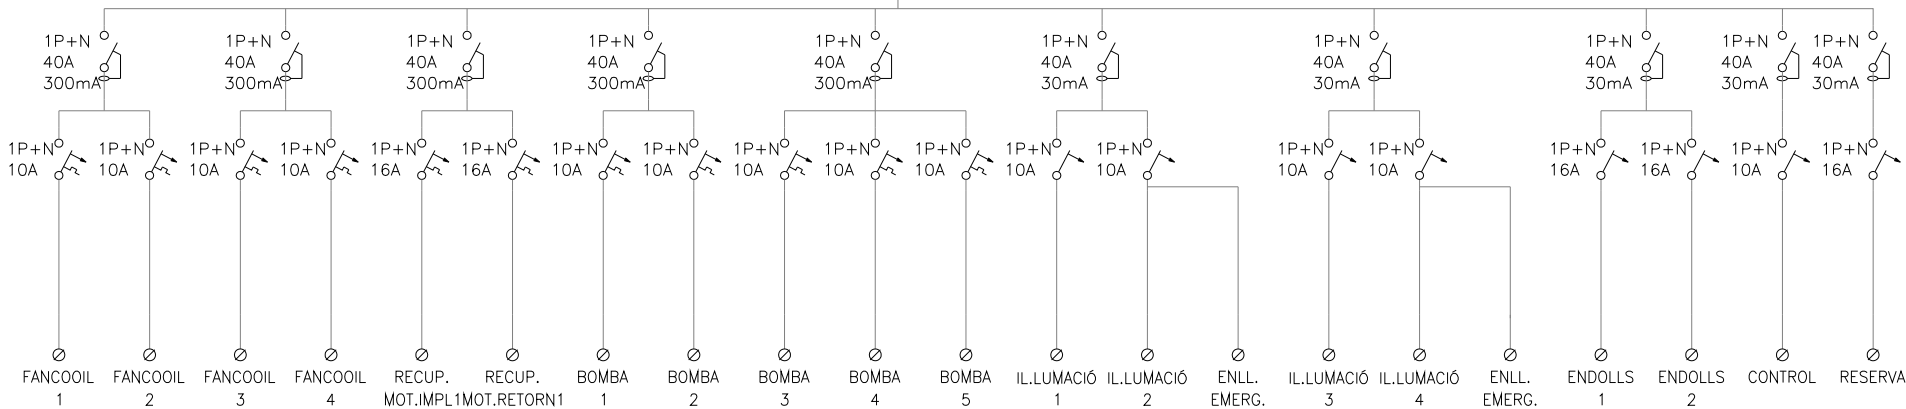 1P+N 1P+N 1P+N 1P+N 1P+N 1P+N 1P+N 1P+N 1P+N 1P+N
40A 40A 40A 40A 40A 40A 40A 40A 40A 40A
300mA 300mA 300mA 300mA 300mA 30mA 30mA 30mA 30mA 30mA
1P+N 1P+N 1P+N 1P+N 1P+N 1P+N 1P+N 1P+N 1P+N 1P+N 1P+N 1P+N 1P+N 1P+N 1P+N 1P+N 1P+N 1P+N 1P+N
10A 10A 10A 10A 16A 16A 10A 10A 10A 10A 10A 10A 10A 10A 10A 16A 16A 10A 16A
FANCOOIL FANCOOIL FANCOOIL FANCOOIL RECUP. RECUP. BOMBA BOMBA BOMBA BOMBA BOMBA IL.LUMACIÓ IL.LUMACIÓ ENLL. IL.LUMACIÓ IL.LUMACIÓ ENLL. ENDOLLS ENDOLLS CONTROL RESERVA
1 2 3 4 MOT.IMPL1 MOT.RETORN1 1 2 3 4 5 1 2 EMERG. 3 4 EMERG. 1 2